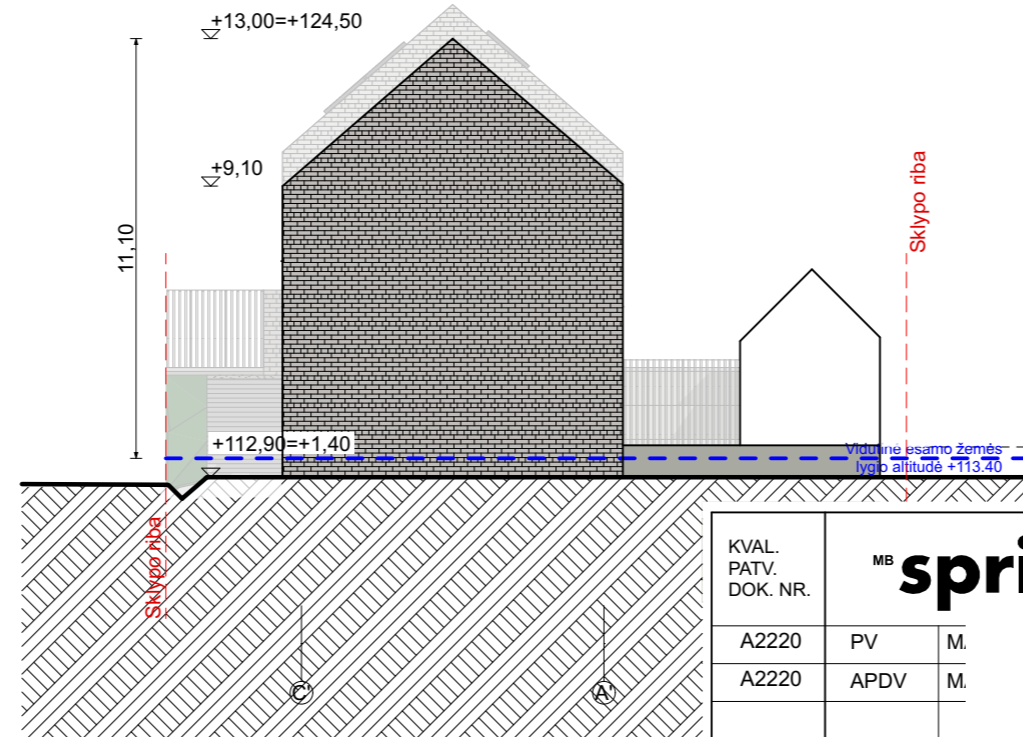 +13,00=+124,50
+9,10
11,10
Sklypo riba
+112,90=+1,40
Vidutinė esamo žemės
lygio altitudė +113.40
Sklypo riba
C'
A'
KVAL.
PATV.
DOK. NR.
MB spri
A2220 PV
A2220 APDV